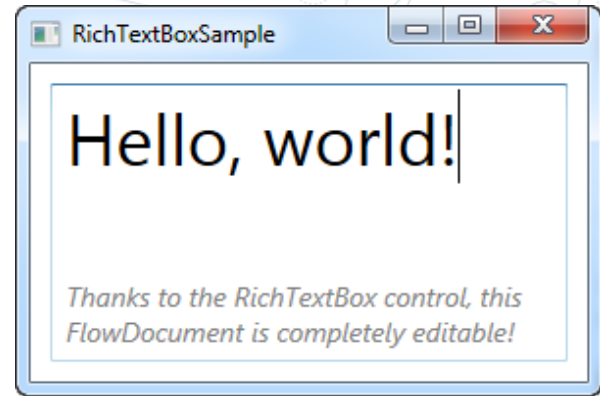 RichTextBoxSample
Hello, world!
Thanks to the RichTextBox control, this
FlowDocument is completely editable!